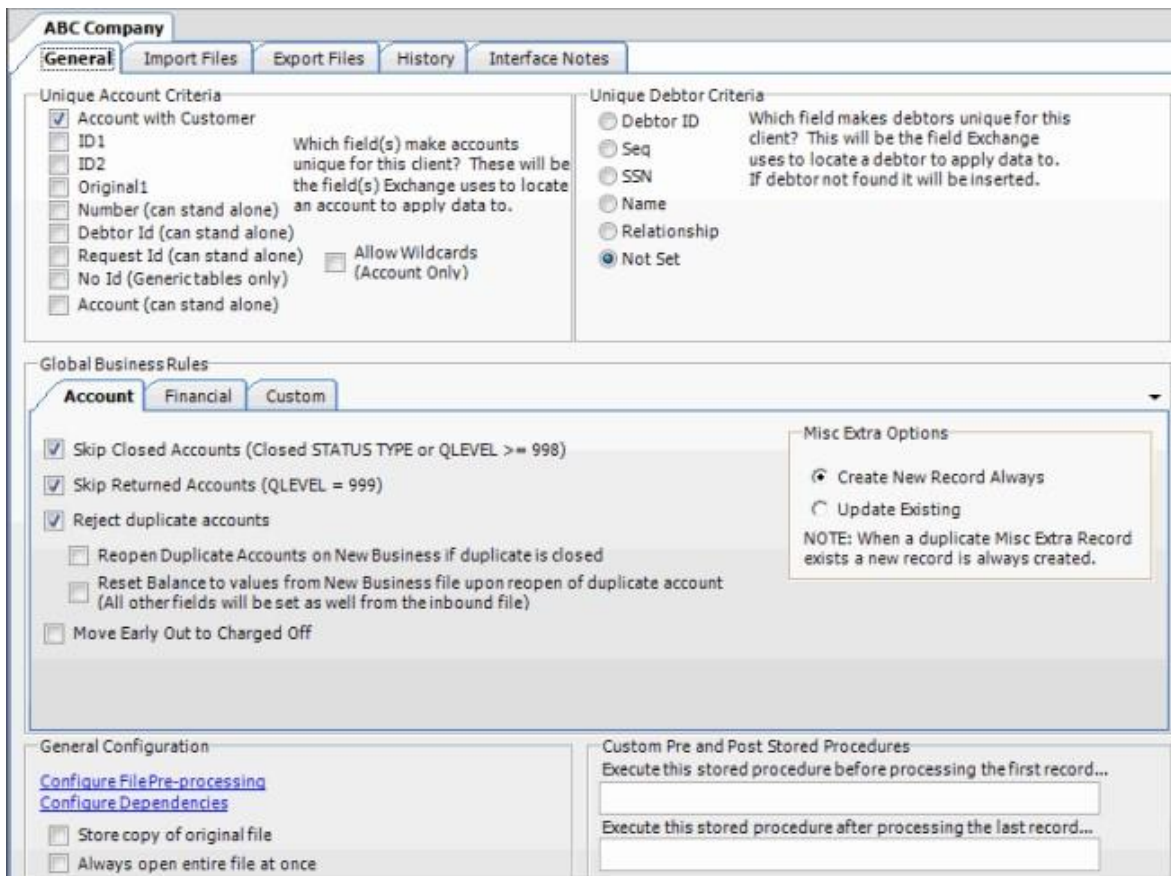 ABC Company
General
Import Files
Export Files
History
Interface Notes
Unique Account Criteria
Account with Customer
ID1
ID2
Original1
Number (can stand alone)
Debtor Id (can stand alone)
Request Id (can stand alone)
No Id (Generic tables only)
Account (can stand alone)
Which field(s) make accounts
unique for this client? These will be
the field(s) Exchange uses to locate
an account to apply data to.
Allow Wildcards
(Account Only)
Unique Debtor Criteria
Debtor ID
Seq
SSN
Name
Relationship
Not Set
Which field makes debtors unique for this
client? This will be the field Exchange
uses to locate a debtor to apply data to.
If debtor not found it will be inserted.
Global Business Rules
Account
Financial
Custom
Skip Closed Accounts (Closed STATUS TYPE or QLEVEL >= 998)
Skip Returned Accounts (QLEVEL = 999)
Reject duplicate accounts
Reopen Duplicate Accounts on New Business if duplicate is closed
Reset Balance to values from New Business file upon reopen of duplicate account
(All other fields will be set as well from the inbound file)
Move Early Out to Charged Off
Misc Extra Options
Create New Record Always
Update Existing
NOTE: When a duplicate Misc Extra Record
exists a new record is always created.
General Configuration
Configure File Pre-processing
Configure Dependencies
Store copy of original file
Always open entire file at once
Custom Pre and Post Stored Procedures
Execute this stored procedure before processing the first record...
Execute this stored procedure after processing the last record...